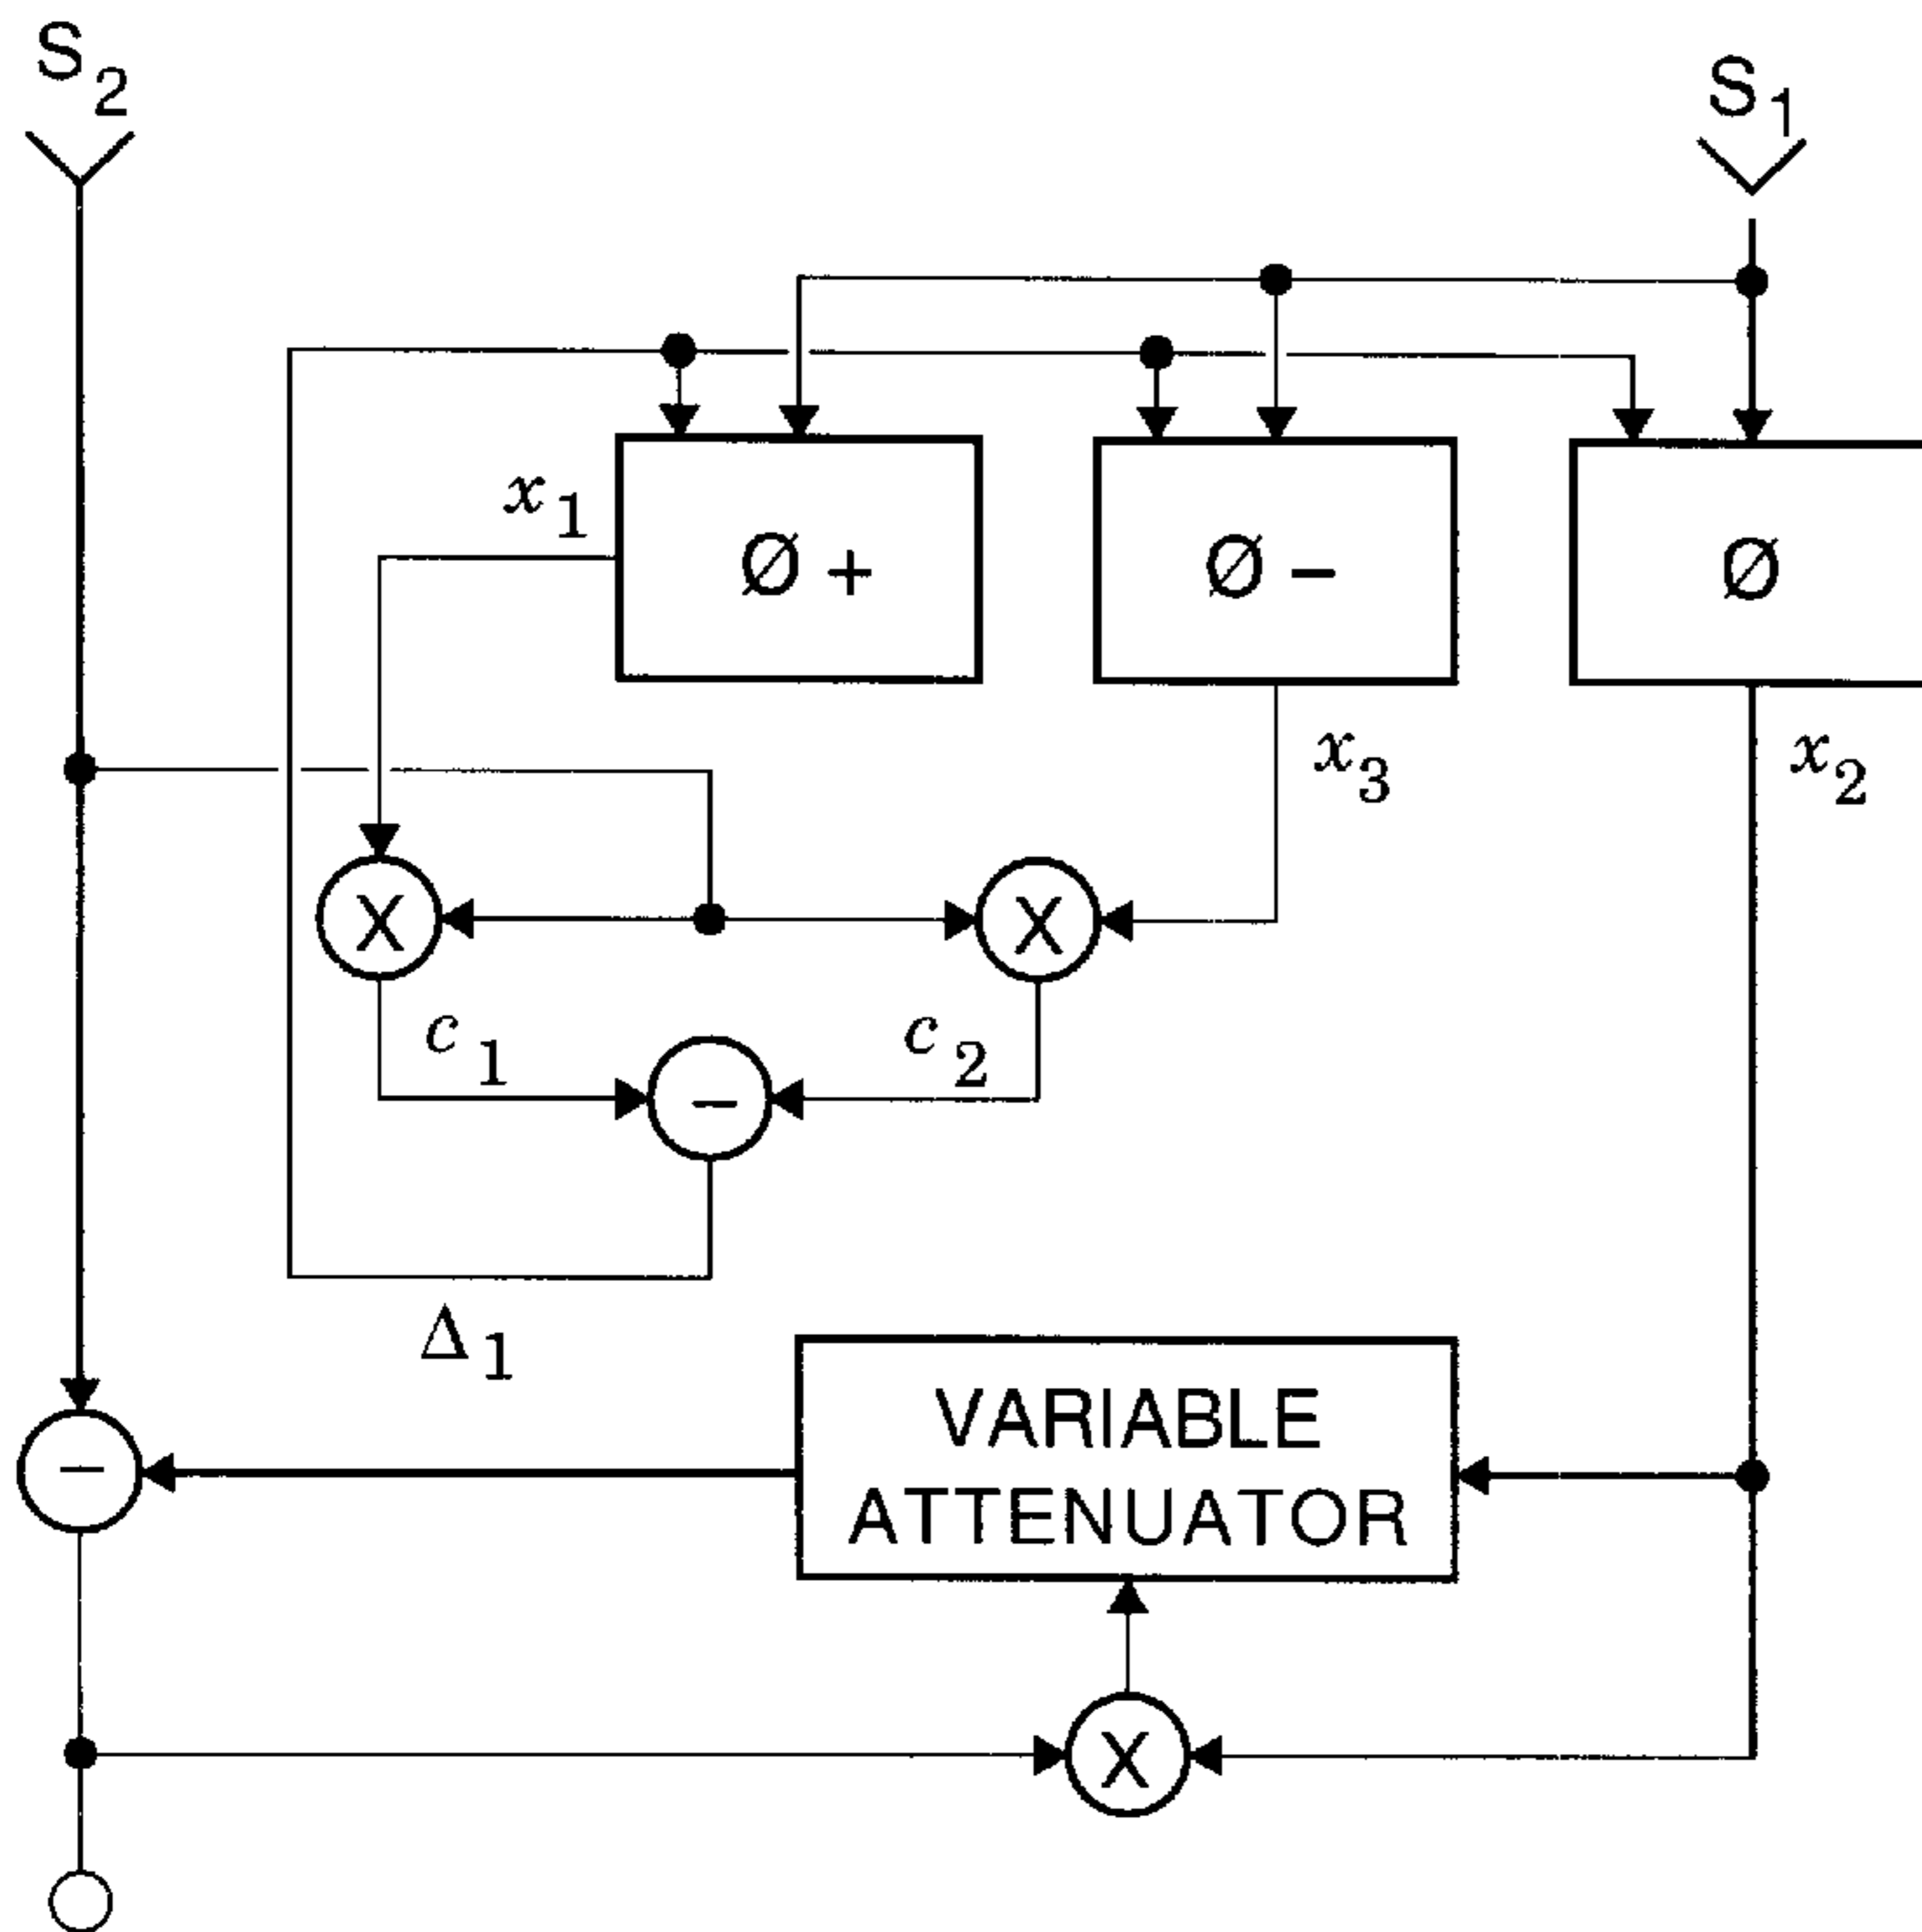 S₂
S₁
x₁
Ø +
Ø −
Ø
x₃
x₂
X
X
c₁
c₂
−
Δ₁
VARIABLE
ATTENUATOR
−
X